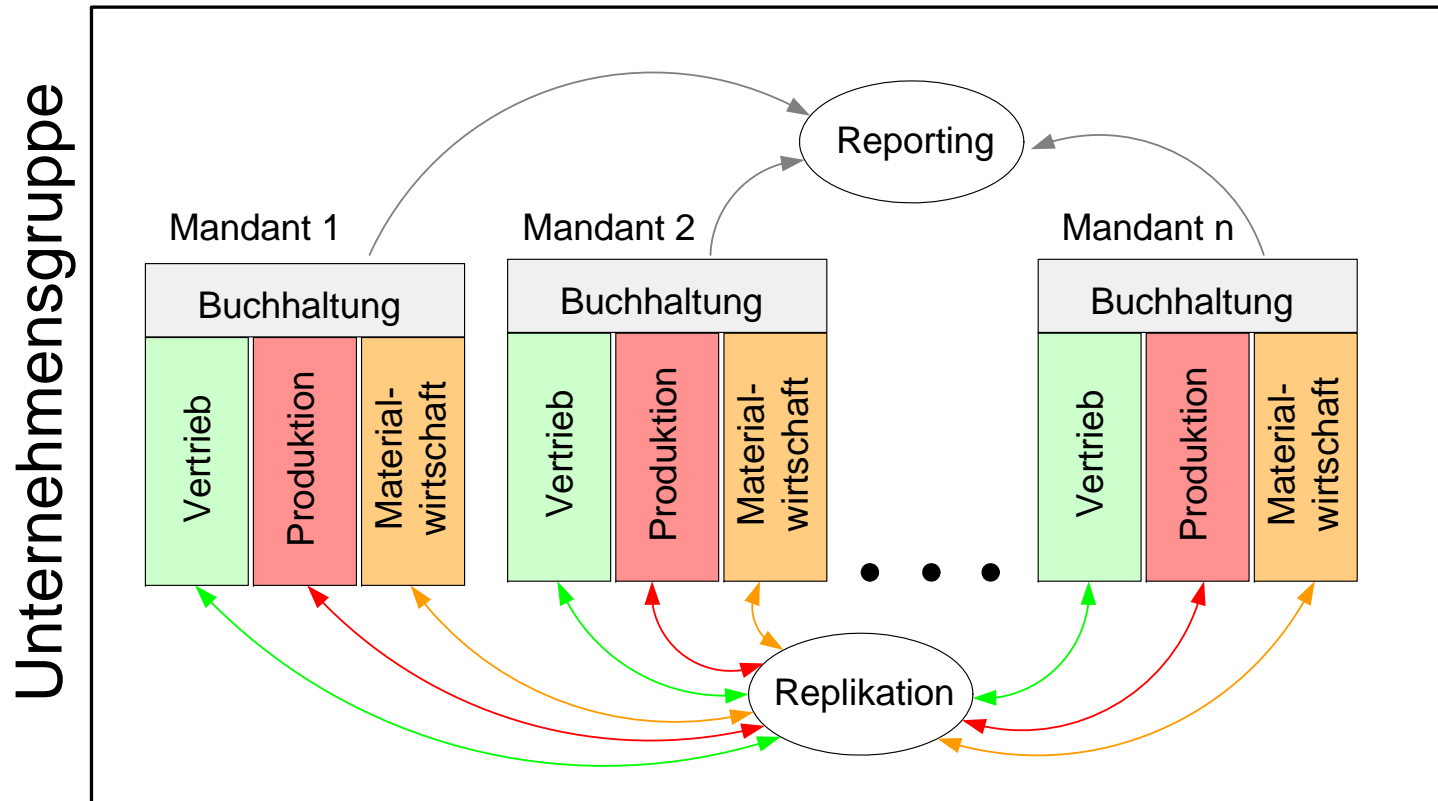 Unternehmensgruppe
Reporting
Mandant 1
Mandant 2
Mandant n
Buchhaltung
Buchhaltung
Buchhaltung
Vertrieb
Produktion
Material-
wirtschaft
Vertrieb
Produktion
Material-
wirtschaft
Vertrieb
Produktion
Material-
wirtschaft
Replikation